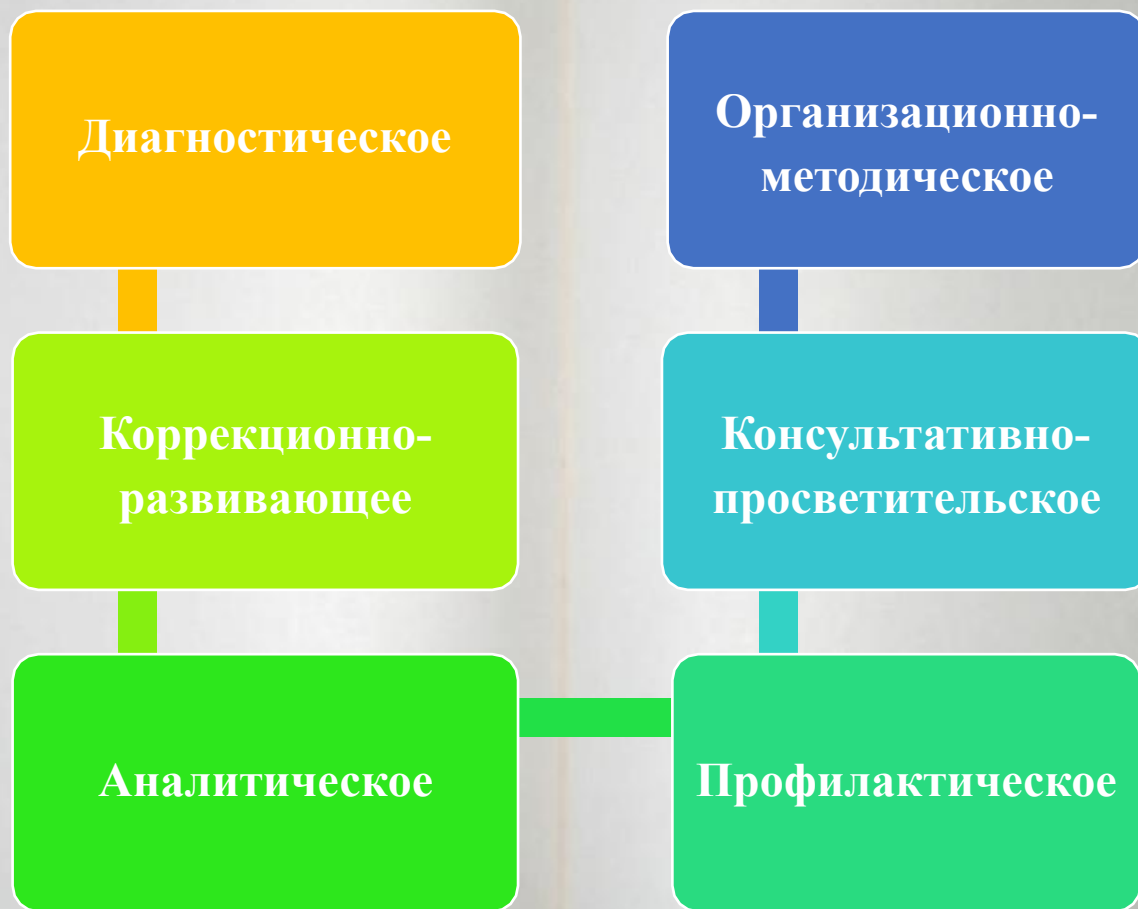 Диагностическое
Коррекционно-
развивающее
Аналитическое
Профилактическое
Консультативно-
просветительское
Организационно-
методическое